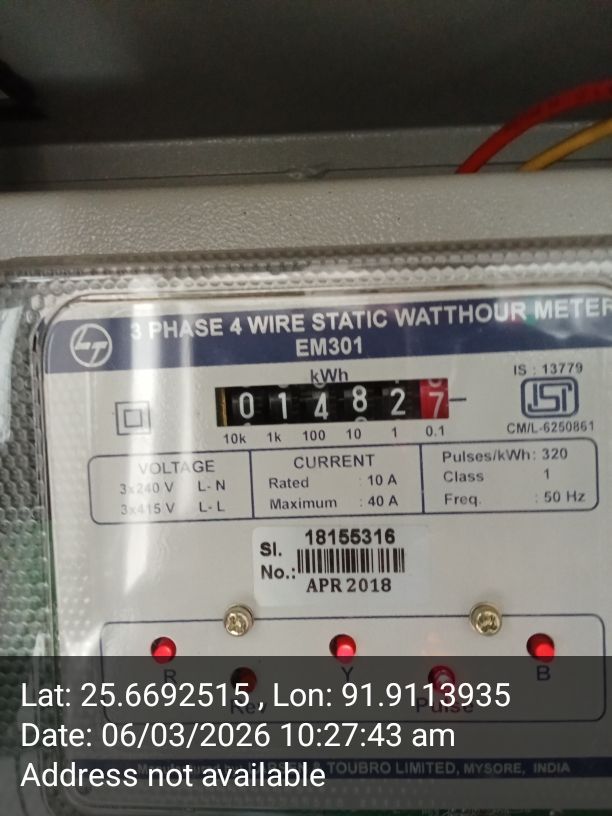 3 PHASE 4 WIRE STATIC WATTHOUR METER
LT
EM301
kWh
IS : 13779
0 1 4 8 2 7
ISI
10k 1k 100 10 1 0.1
CM/L-6250861
VOLTAGE
3x240 V L- N
3x415 V L- L
CURRENT
Rated : 10 A
Maximum : 40 A
Pulses/kWh : 320
Class 1
Freq. : 50 Hz
Sl. No.: 18155316
APR 2018
R Y B
Pulse
Lat: 25.6692515 , Lon: 91.9113935
Date: 06/03/2026 10:27:43 am
Address not available
& TOUBRO LIMITED, MYSORE, INDIA